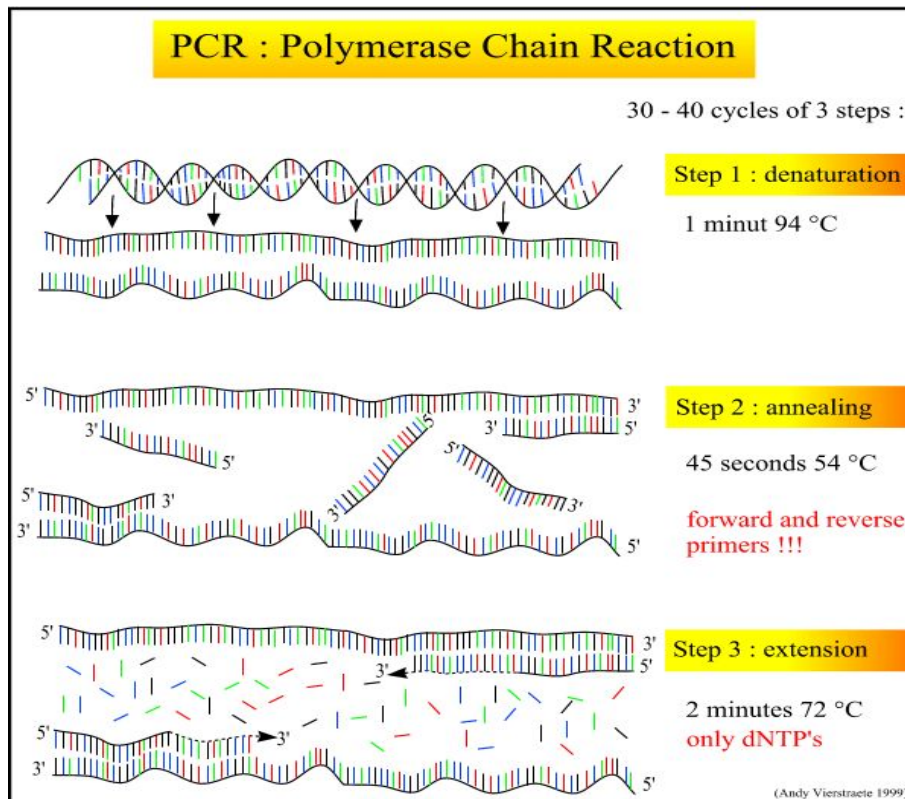 PCR : Polymerase Chain Reaction
30 - 40 cycles of 3 steps :
Step 1 : denaturation
1 minut 94 °C
5'
3'
Step 2 : annealing
3'
5'
5'
3'
5'
5'
45 seconds 54 °C
5'
3'
3'
3'
forward and reverse
primers !!!
3'
5'
5'
3'
Step 3 : extension
3'
5'
2 minutes 72 °C
5'
3'
only dNTP's
3'
5'
(Andy Vierstraete 1999)